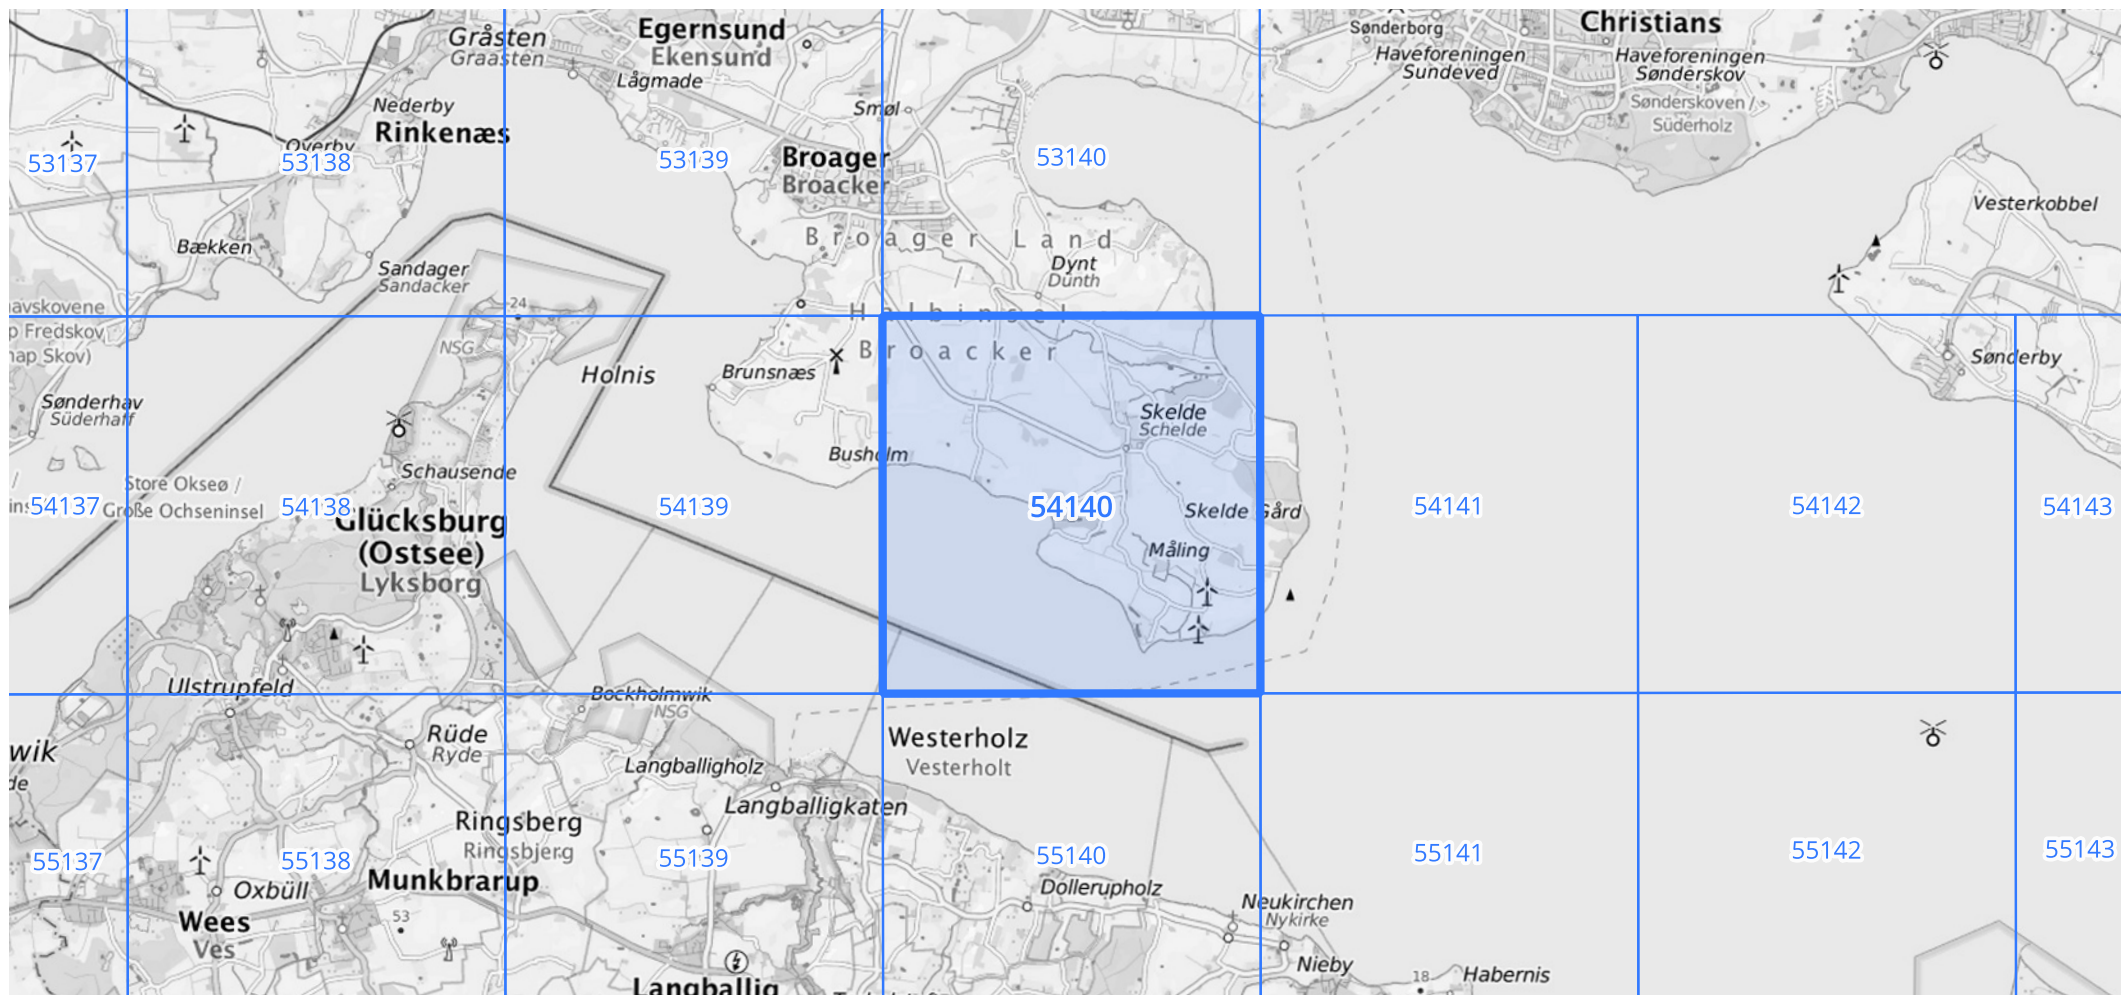 Gråsten
Graasten
Egernsund
Ekensund
Lågmade
Smøl
Sønderborg
Haveforeningen
Sundeved
Christians
Haveforeningen
Sønderskov
Sønderskoven /
Süderholz
Nederby
Rinkenæs
Overby
53137
53138
53139
Broager
Broacker
53140
Vesterkobbel
Bækken
Sandager
Sandacker
Broager Land
Dynt
Dünth
24
Halbinsel
Broacker
avskovene
p Fredskov
nap Skov)
NSG
Holnis
Brunsnæs
Sønderby
Sønderhav
Süderhaff
Skelde
Schelde
Busholm
Schausende
Store Okseø /
Große Ochseninsel
54137
54138
54139
54140
54141
54142
54143
Skelde Gård
Glücksburg
(Ostsee)
Lyksborg
Måling
Ulstrupfeld
Bockholmwik
NSG
wik
de
Rüde
Ryde
Westerholz
Vesterholt
Langballigholz
Langballigkaten
Ringsberg
Ringsbjerg
55137
55138
55139
55140
55141
55142
55143
Oxbüll
Munkbrarup
Dollerupholz
Wees
Ves
53
Neukirchen
Nykirke
Nieby
18
Habernis
Langballig